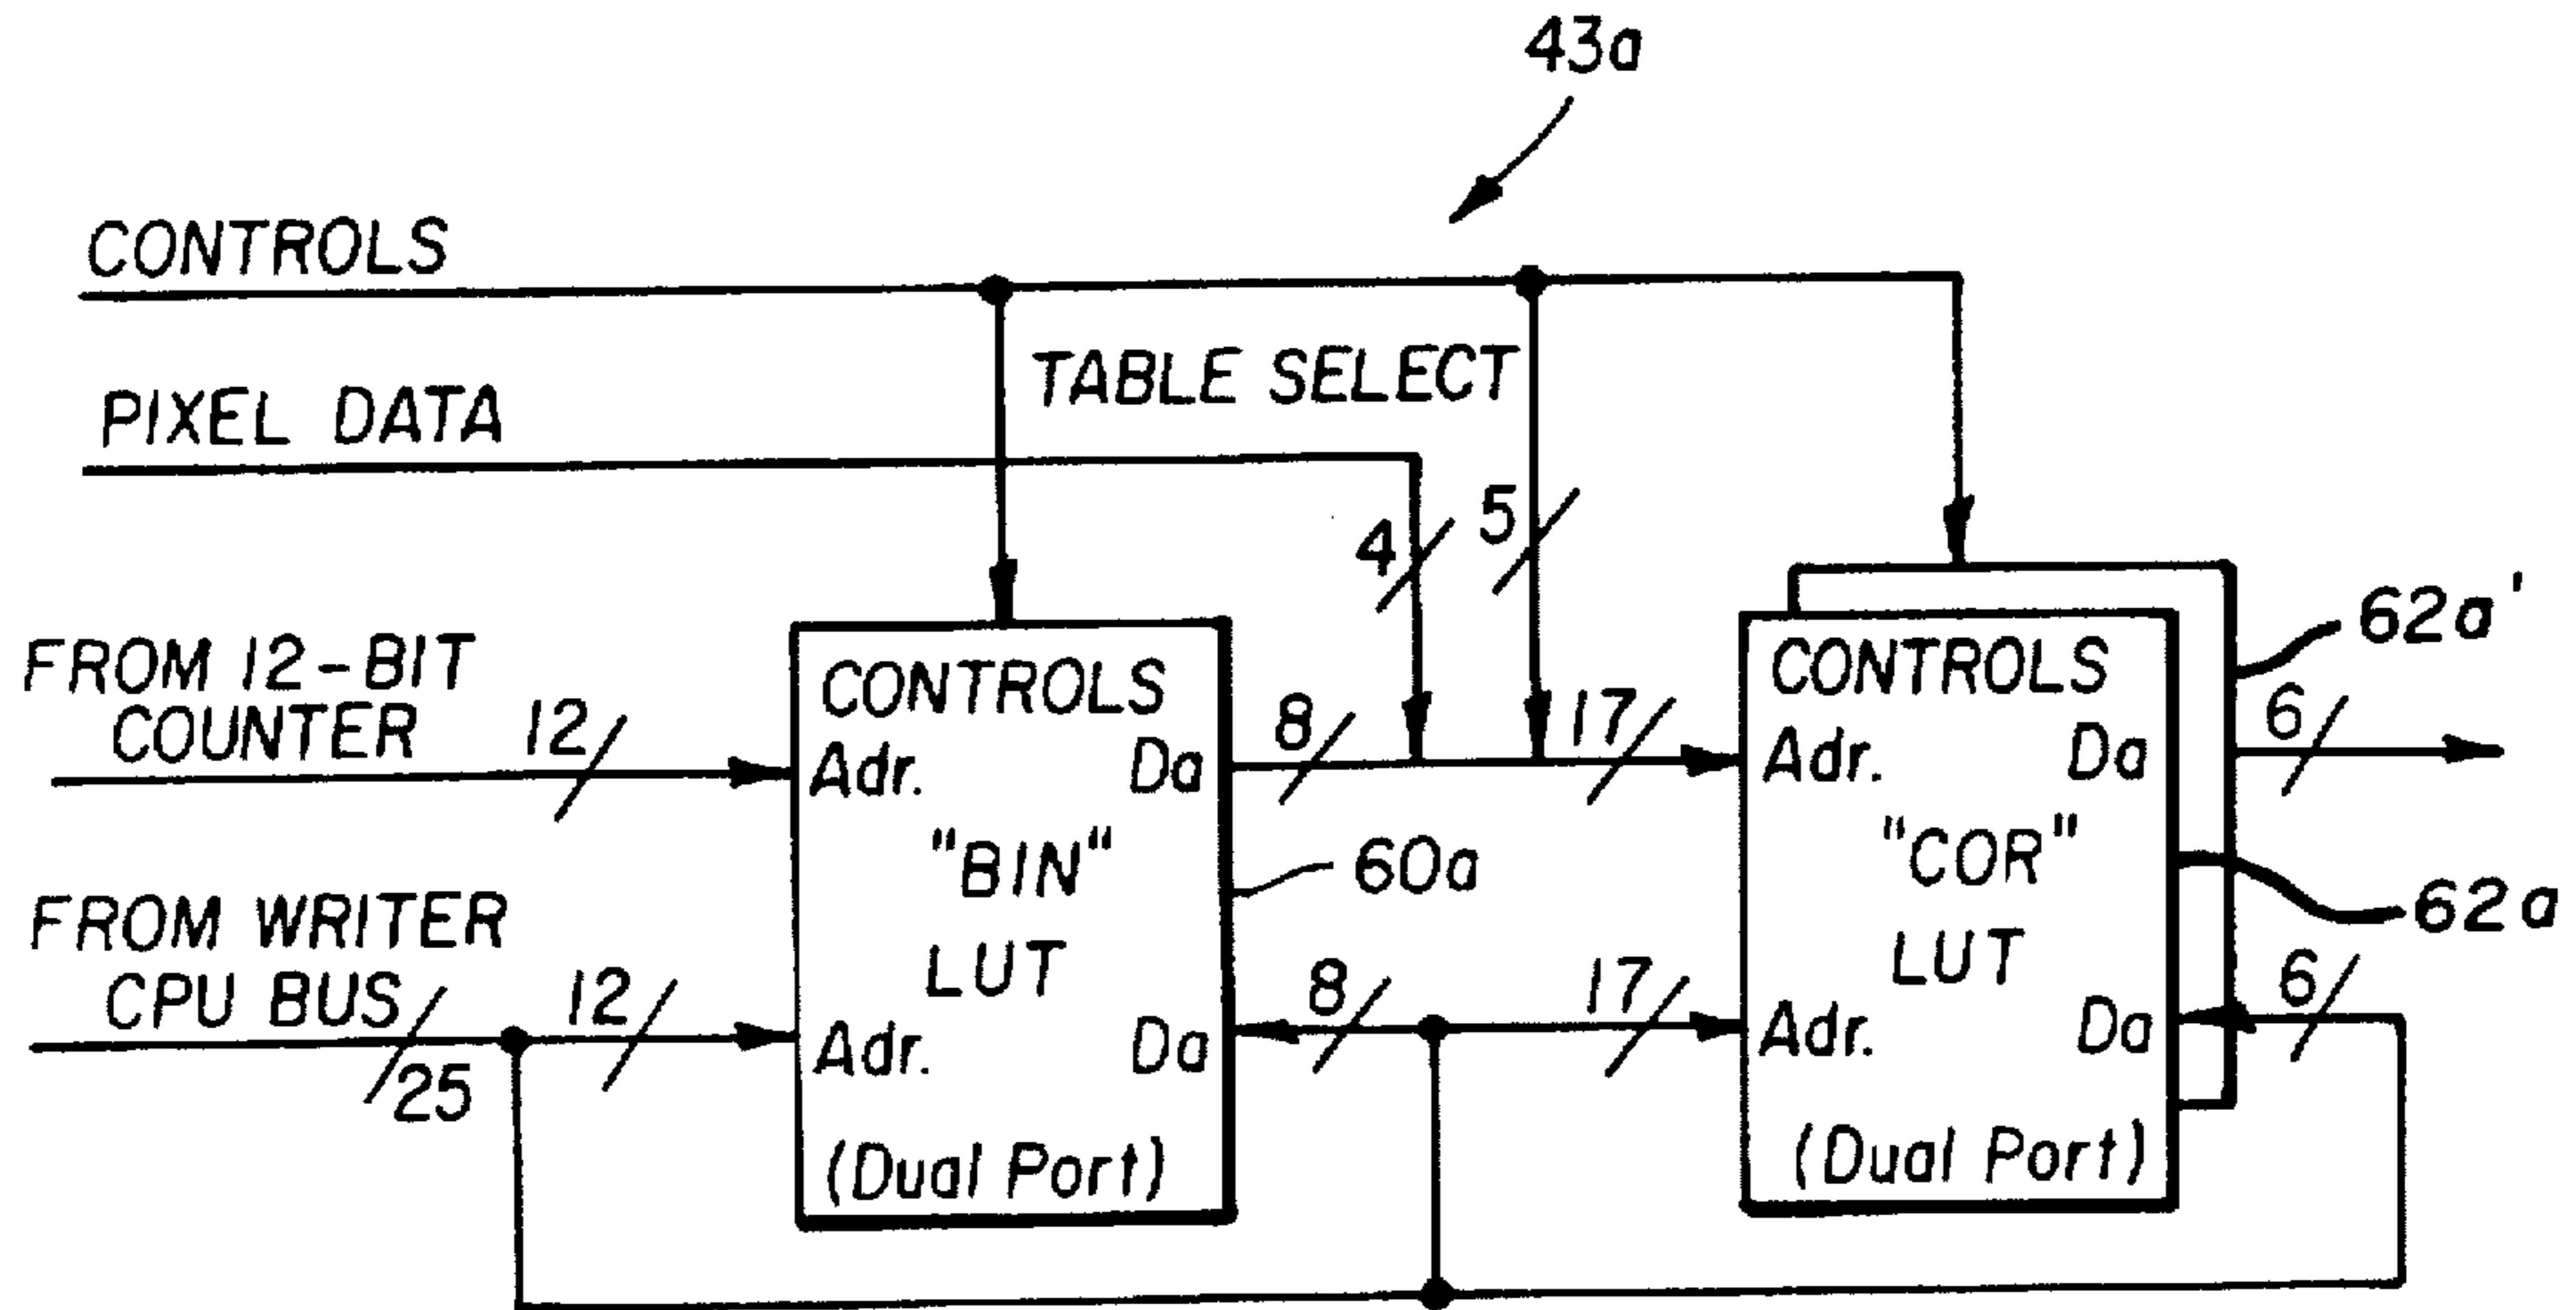 43a
CONTROLS
TABLE SELECT
PIXEL DATA
4
5
FROM 12-BIT
COUNTER
12
CONTROLS
Adr.
Da
"BIN"
LUT
Adr.
Da
(Dual Port)
8
17
60a
8
17
CONTROLS
Adr.
Da
"COR"
LUT
Adr.
Da
(Dual Port)
62a'
6
62a
6
FROM WRITER
CPU BUS
25
12